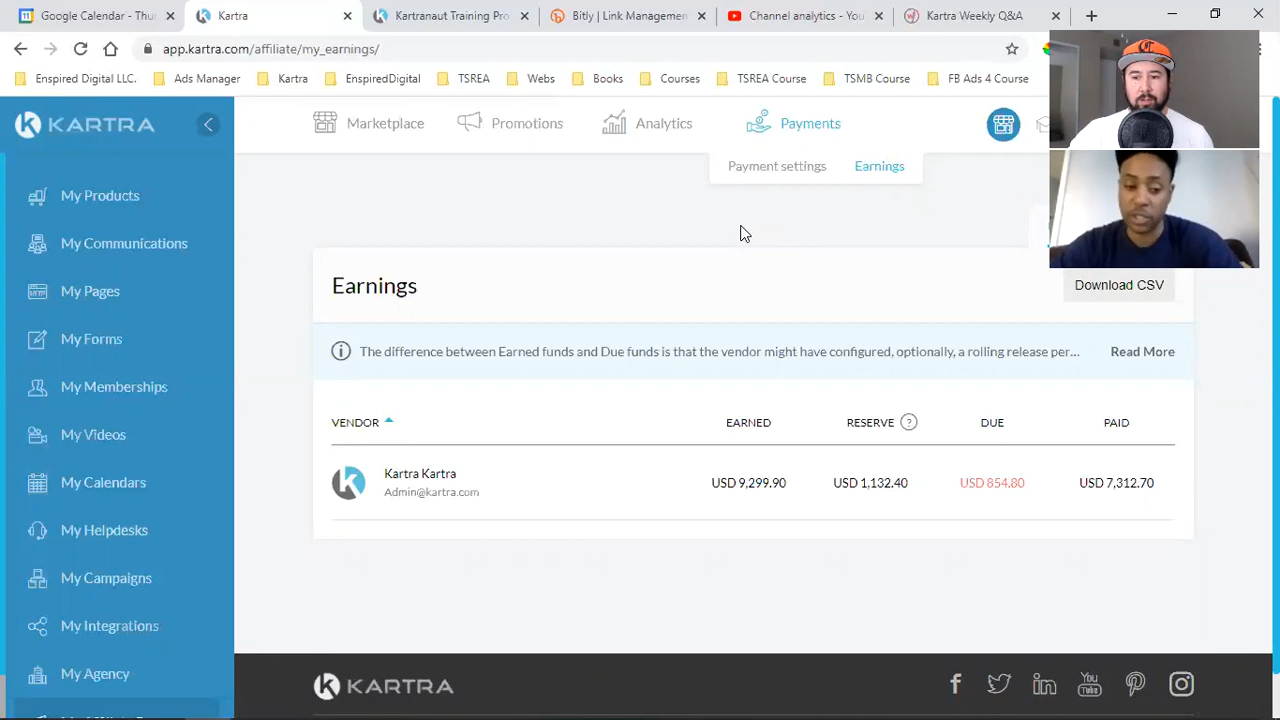 Google Calendar - Thu
Kartra
Kartranaut Training Pro
Bitly | Link Management
Channel analytics - You
Kartra Weekly Q&A
app.kartra.com/affiliate/my_earnings/
Enspired Digital LLC.
Ads Manager
Kartra
EnspiredDigital
TSREA
Webs
Books
Courses
TSREA Course
TSMB Course
FB Ads 4 Course
KARTRA
Marketplace
Promotions
Analytics
Payments
Payment settings
Earnings
My Products
My Communications
My Pages
My Forms
My Memberships
My Videos
My Calendars
My Helpdesks
My Campaigns
My Integrations
My Agency
Earnings
Download CSV
The difference between Earned funds and Due funds is that the vendor might have configured, optionally, a rolling release per...
Read More
VENDOR EARNED RESERVE ? DUE PAID
Kartra Kartra
Admin@kartra.com
USD 9,299.90 USD 1,132.40 USD 854.80 USD 7,312.70
KARTRA
You Tube